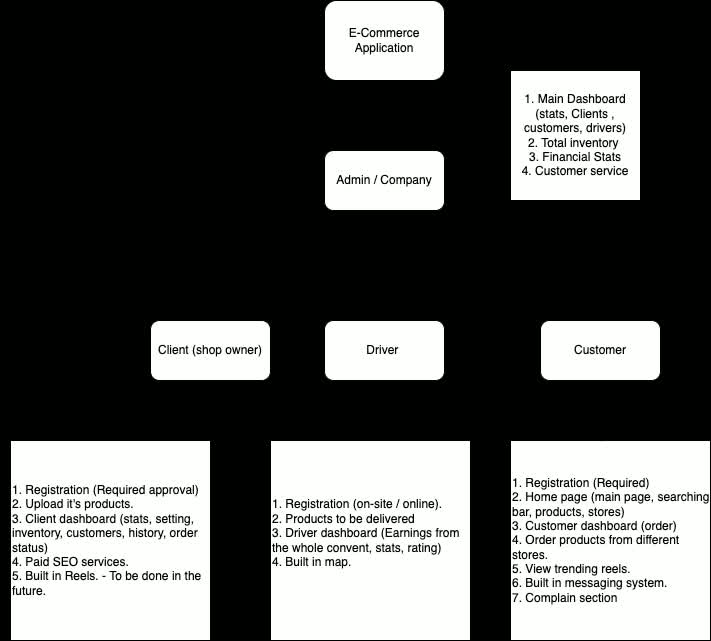 E-Commerce
Application
1. Main Dashboard
(stats, Clients ,
customers, drivers)
2. Total inventory
3. Financial Stats
4. Customer service
Admin / Company
Client (shop owner)
Driver
Customer
1. Registration (Required approval)
2. Upload it's products.
3. Client dashboard (stats, setting,
inventory, customers, history, order
status)
4. Paid SEO services.
5. Built in Reels. - To be done in the
future.
1. Registration (on-site / online).
2. Products to be delivered
3. Driver dashboard (Earnings from
the whole convent, stats, rating)
4. Built in map.
1. Registration (Required)
2. Home page (main page, searching
bar, products, stores)
3. Customer dashboard (order)
4. Order products from different
stores.
5. View trending reels.
6. Built in messaging system.
7. Complain section